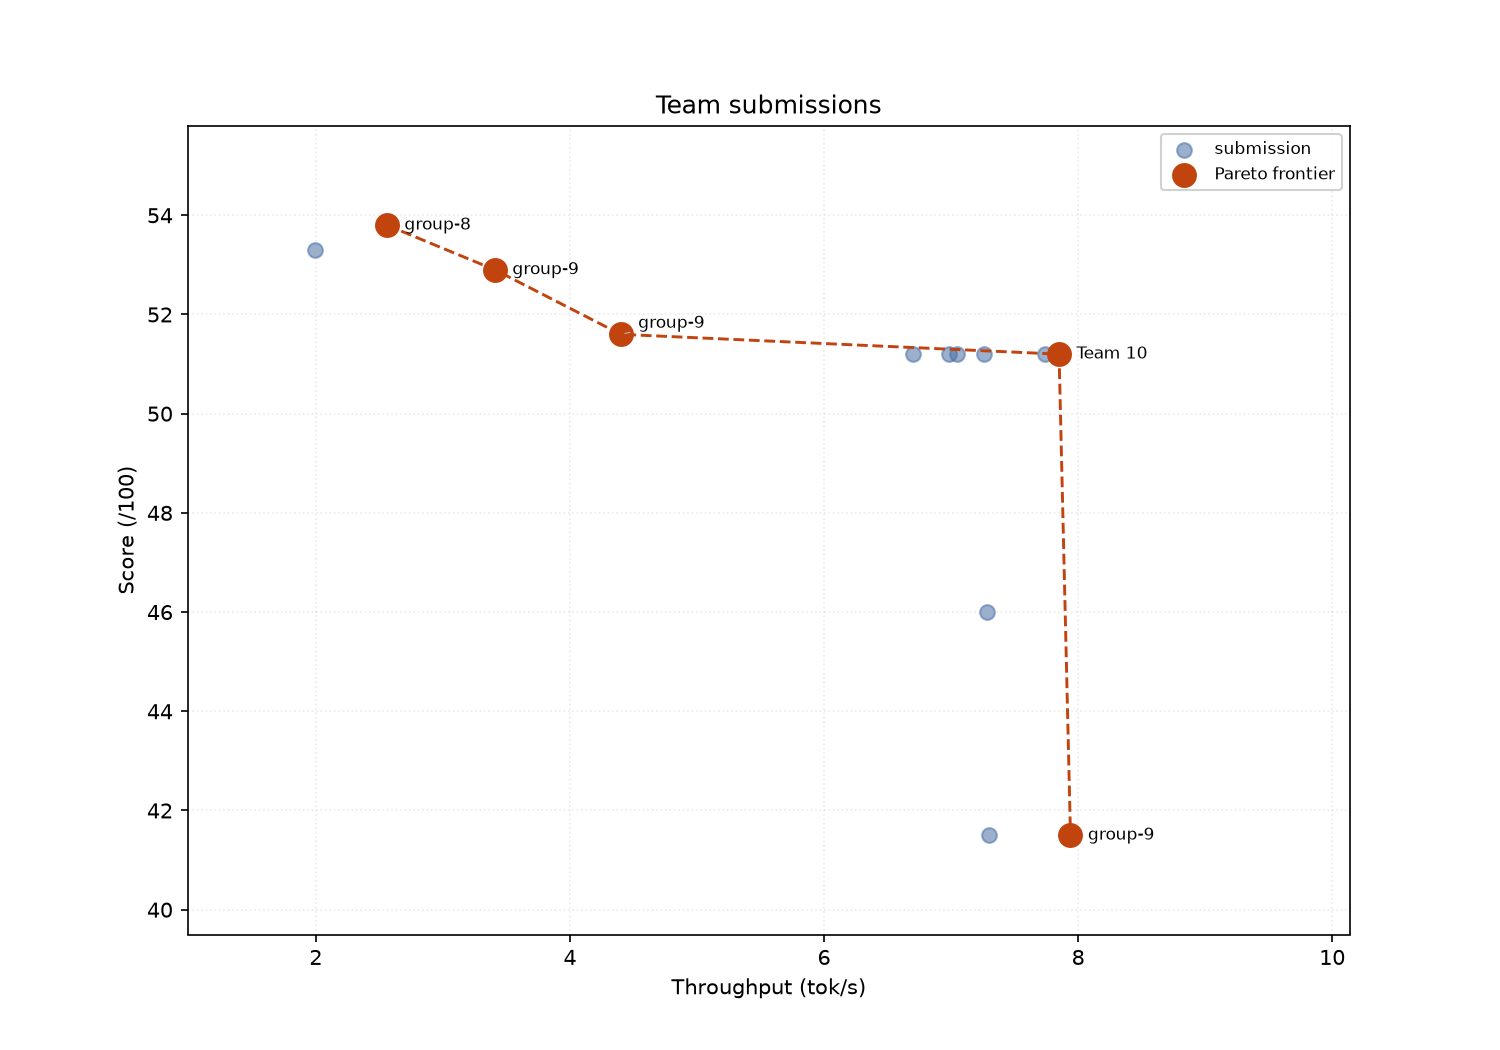 Team submissions
submission
Pareto frontier
54
52
50
48
46
44
42
40
Score (/100)
group-8
group-9
group-9
Team 10
group-9
2
4
6
8
10
Throughput (tok/s)